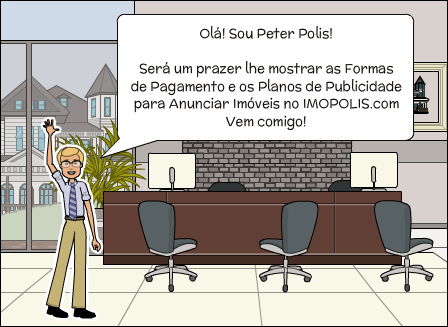 Olá! Sou Peter Polis!
Será um prazer lhe mostrar as Formas
de Pagamento e os Planos de Publicidade
para Anunciar Imóveis no IMOPOLIS.com
Vem comigo!